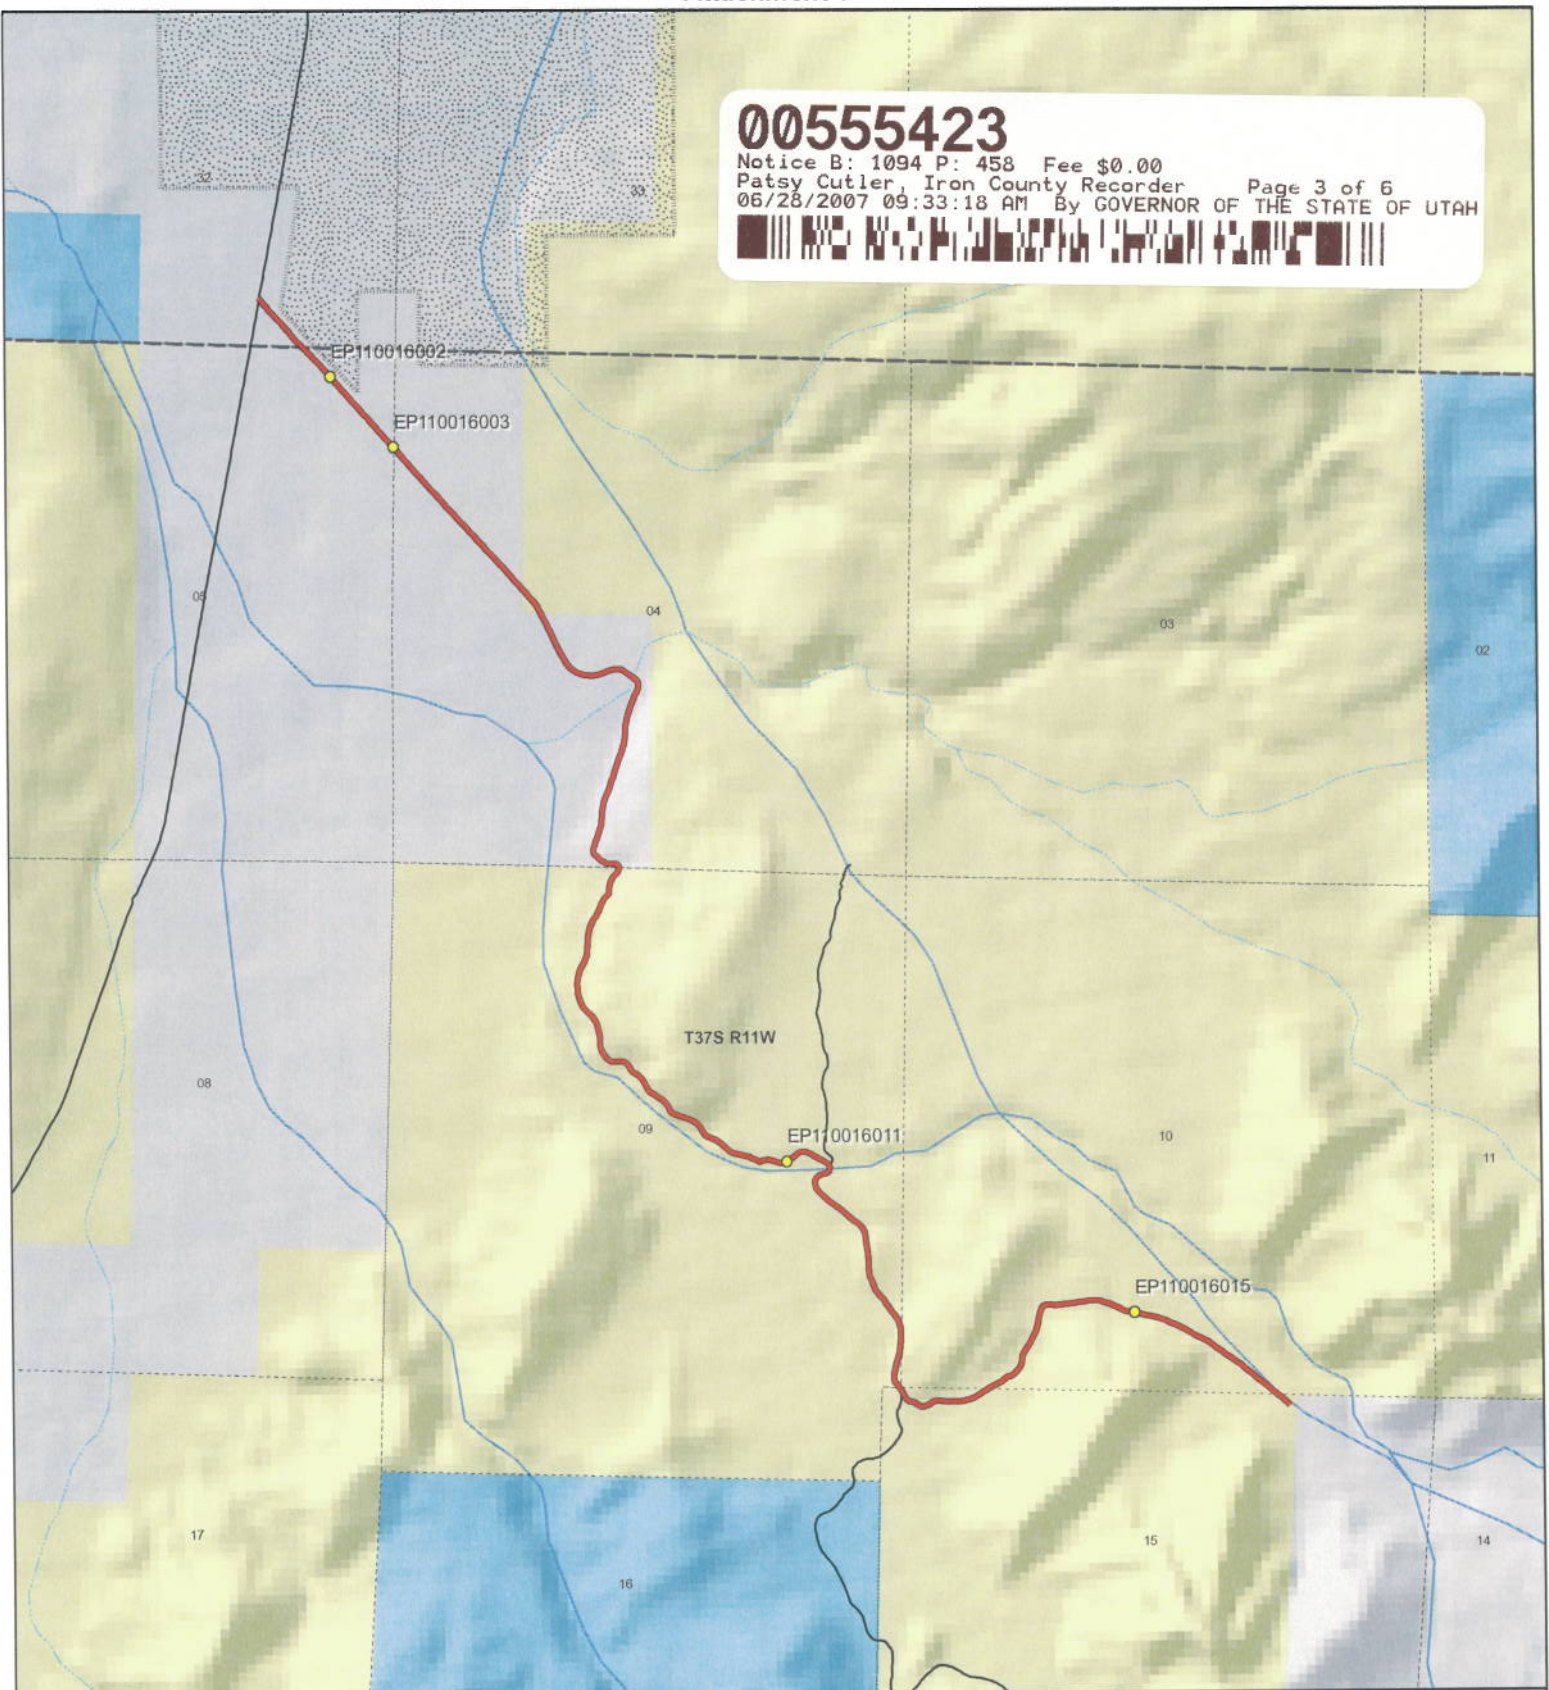 00555423
Notice B: 1094 P: 458 Fee $0.00
Patsy Cutler, Iron County Recorder Page 3 of 6
06/28/2007 09:33:18 AM By GOVERNOR OF THE STATE OF UTAH
32
33
EP110016002
EP110016003
05
04
03
02
T37S R11W
08
09
EP110016011
10
11
EP110016015
17
16
15
14